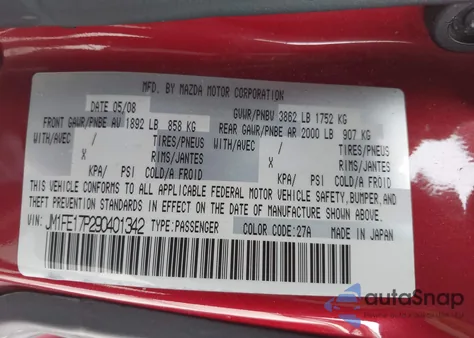 MFD. BY MAZDA MOTOR CORPORATION
DATE 05/08 GVWR/PNBV 3862 LB 1752 KG
FRONT GAWR/PNBE AV 1892 LB 858 KG REAR GAWR/PNBE AR 2000 LB 907 KG
WITH/AVEC / TIRES/PNEUS WITH/AVEC / TIRES/PNEUS
X RIMS/JANTES X RIMS/JANTES
KPA/ PSI COLD/A FROID KPA/ PSI COLD/A FROID
THIS VEHICLE CONFORMS TO ALL APPLICABLE FEDERAL MOTOR VEHICLE SAFETY, BUMPER, AND
THEFT PREVENTION STANDARDS IN EFFECT ON THE DATE OF MANUFACTURE SHOWN ABOVE.
VIN: JM1FE17P290401342 TYPE:PASSENGER COLOR CODE:27A MADE IN JAPAN
autoSnap